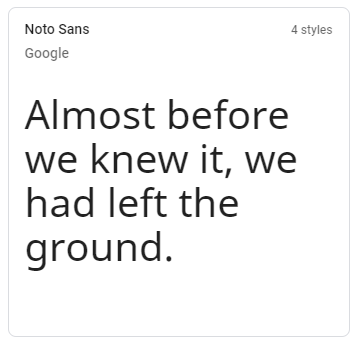 Noto Sans
4 styles
Google
Almost before
we knew it, we
had left the
ground.